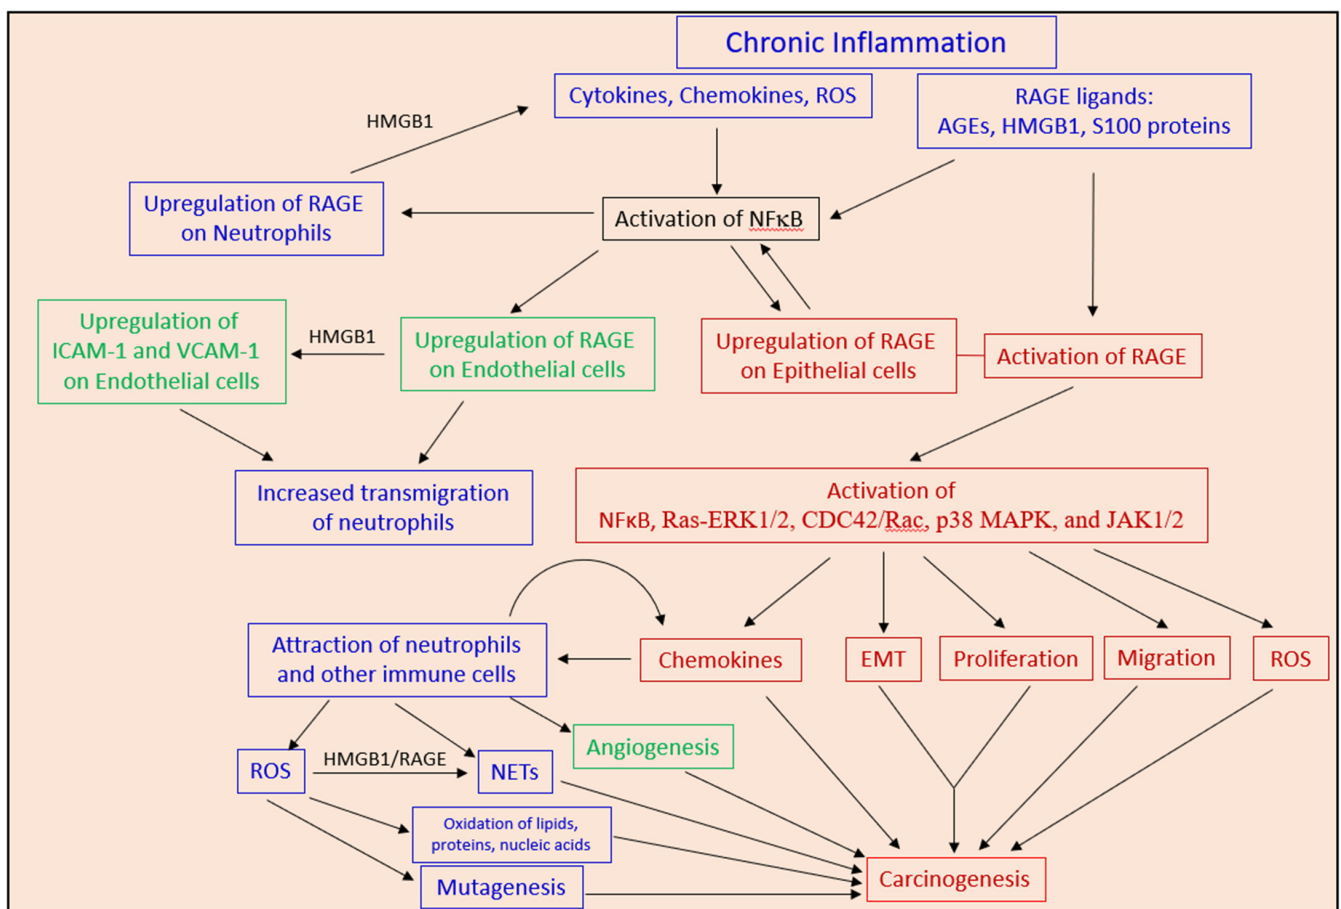 Chronic Inflammation
Cytokines, Chemokines, ROS
RAGE ligands:
AGEs, HMGB1, S100 proteins
HMGB1
Upregulation of RAGE
on Neutrophils
Activation of NFκB
Upregulation of
ICAM-1 and VCAM-1
on Endothelial cells
HMGB1
Upregulation of RAGE
on Endothelial cells
Upregulation of RAGE
on Epithelial cells
Activation of RAGE
Increased transmigration
of neutrophils
Activation of
NFκB, Ras-ERK1/2, CDC42/Rac, p38 MAPK, and JAK1/2
Attraction of neutrophils
and other immune cells
Chemokines
EMT
Proliferation
Migration
ROS
Angiogenesis
ROS
HMGB1/RAGE
NETs
Oxidation of lipids,
proteins, nucleic acids
Mutagenesis
Carcinogenesis